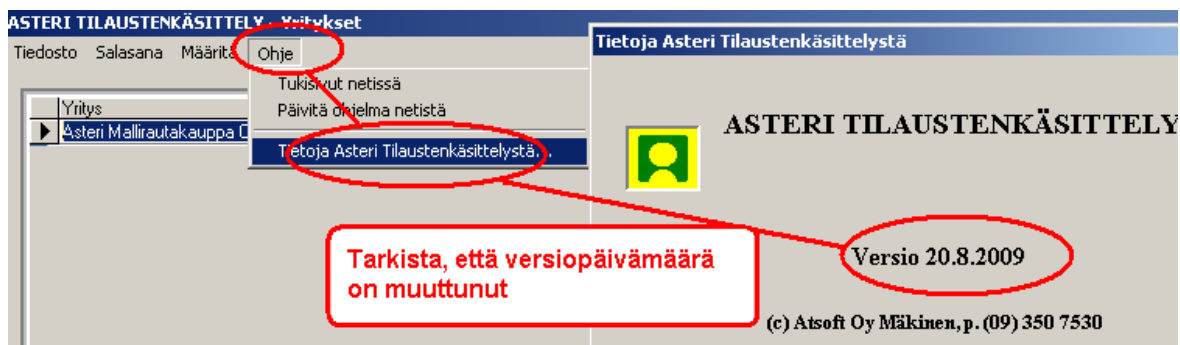 ASTERI TILAUSTENKÄSITTELY - Yritykset
Tiedosto Salasana Määritä Ohje
Tukisivut netissä
Päivitä ohjelma netistä
Tietoja Asteri Tilaustenkäsittelystä...
Yritys
Asteri Mallirautakauppa
Tarkista, että versiopäivämäärä
on muuttunut
Tietoja Asteri Tilaustenkäsittelystä
ASTERI TILAUSTENKÄSITTELY
Versio 20.8.2009
(c) Atsoft Oy Mäkinen, p. (09) 350 7530